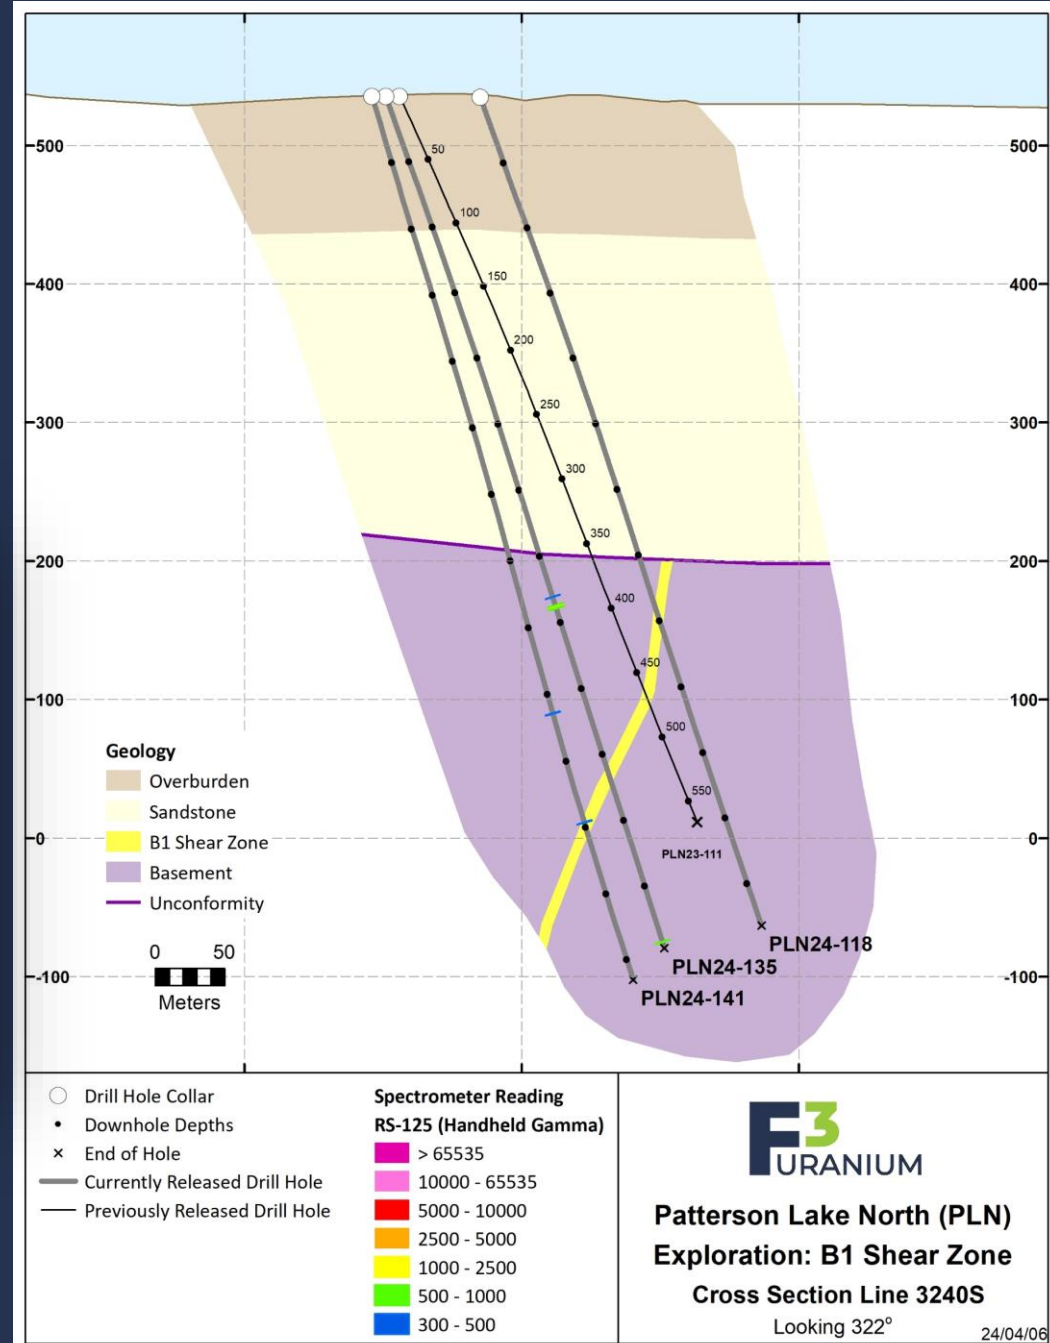 500
500
400
400
300
300
200
200
100
100
0
0
-100
-100
50
100
150
200
250
300
350
400
450
500
550
PLN23-111
PLN24-118
PLN24-135
PLN24-141
Geology
Overburden
Sandstone
B1 Shear Zone
Basement
Unconformity
0 50
Meters
Drill Hole Collar
Downhole Depths
End of Hole
Currently Released Drill Hole
Previously Released Drill Hole
Spectrometer Reading
RS-125 (Handheld Gamma)
> 65535
10000 - 65535
5000 - 10000
2500 - 5000
1000 - 2500
500 - 1000
300 - 500
F3
URANIUM
Patterson Lake North (PLN)
Exploration: B1 Shear Zone
Cross Section Line 3240S
Looking 322°
24/04/06